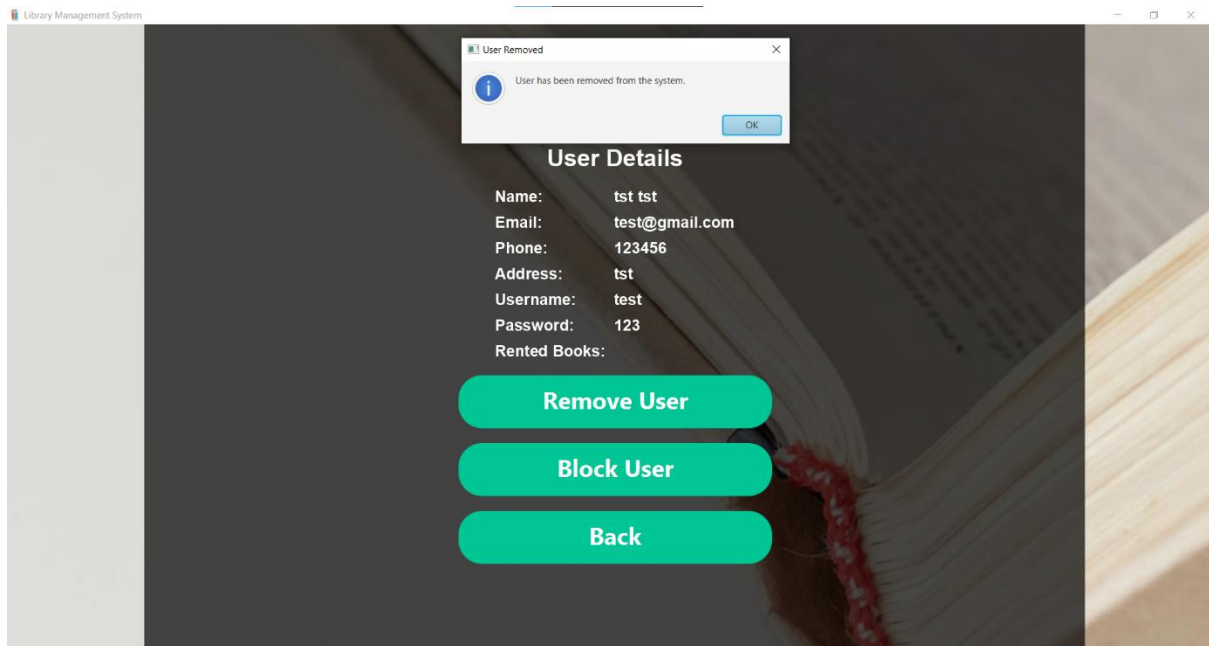 Library Management System
User Removed
User has been removed from the system.
OK
User Details
Name: tst tst
Email: test@gmail.com
Phone: 123456
Address: tst
Username: test
Password: 123
Rented Books:
Remove User
Block User
Back